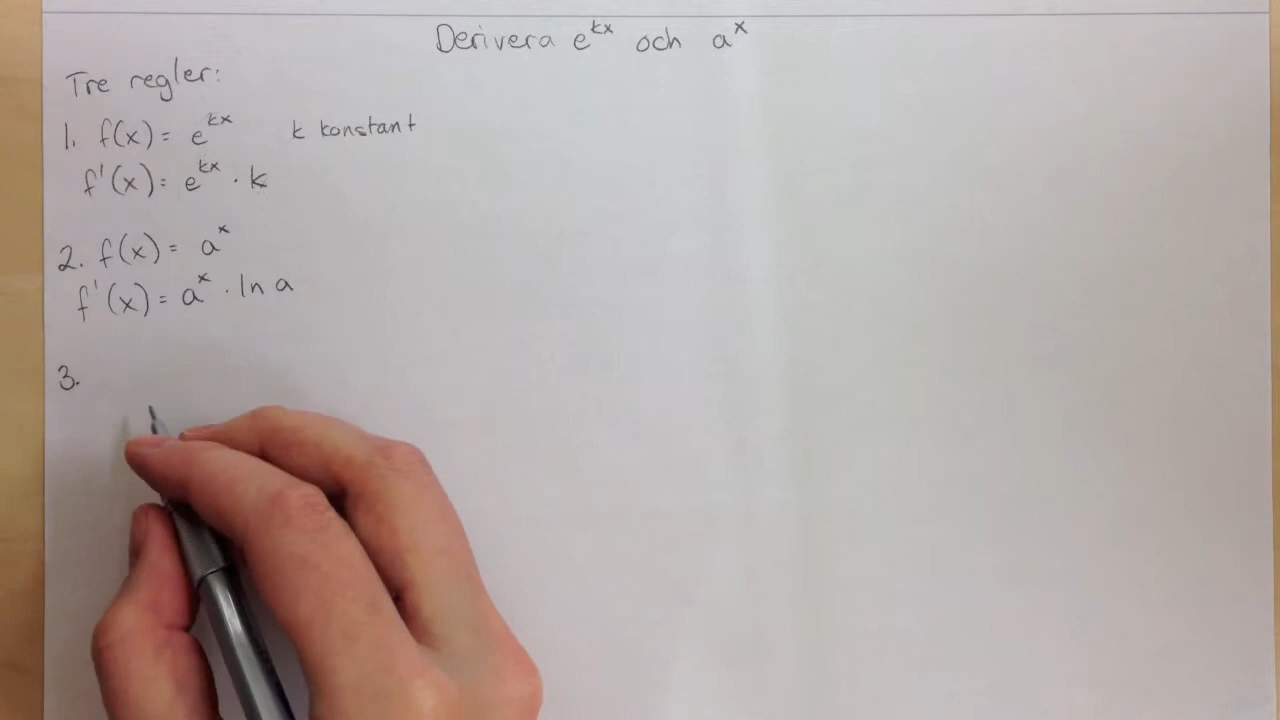 Derivera e^kx och a^x
Tre regler:
1. f(x) = e^kx k konstant
f'(x) = e^kx · k
2. f(x) = a^x
f'(x) = a^x · ln a
3.